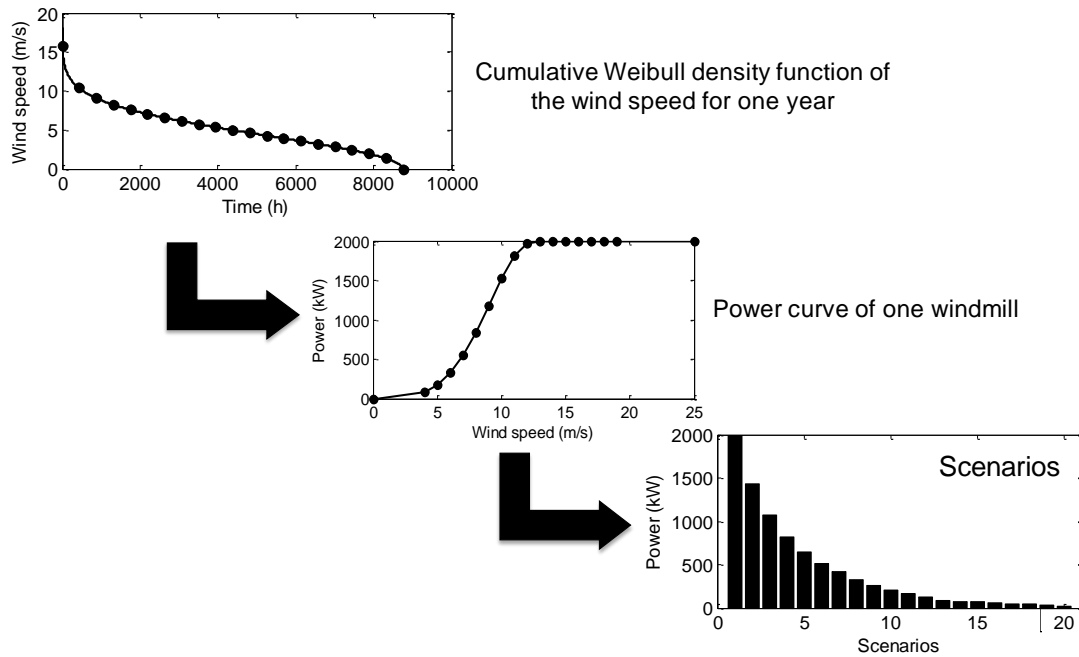 20
15
10
5
0
Wind speed (m/s)
0 2000 4000 6000 8000 10000
Time (h)
Cumulative Weibull density function of
the wind speed for one year
2000
1500
1000
500
0
Power (kW)
0 5 10 15 20 25
Wind speed (m/s)
Power curve of one windmill
2000
1500
1000
500
0
Power (kW)
Scenarios
0 5 10 15 20
Scenarios